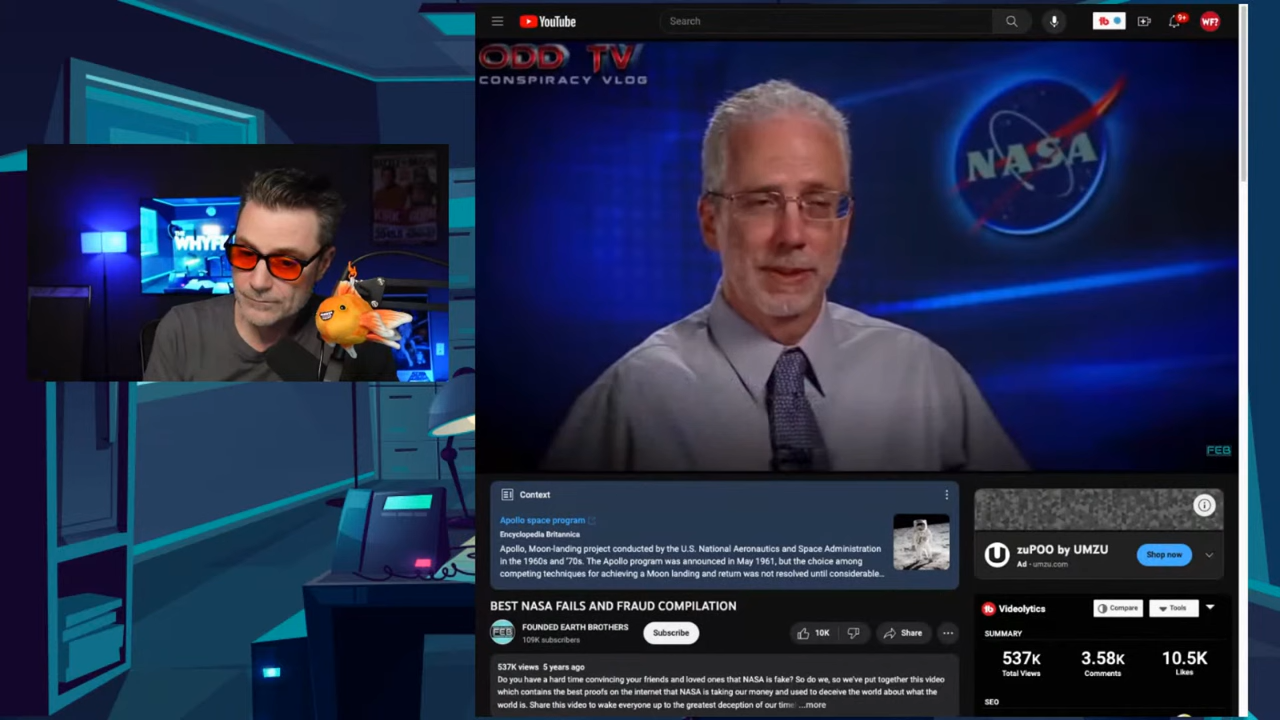 YouTube
Search
9+
WF?
ODD TV
CONSPIRACY VLOG
NASA
THE
WHYF
FEB
Context
Apollo space program
Encyclopedia Britannica
Apollo, Moon-landing project conducted by the U.S. National Aeronautics and Space Administration
in the 1960s and '70s. The Apollo program was announced in May 1961, but the choice among
competing techniques for achieving a Moon landing and return was not resolved until considerable...
zuPOO by UMZU
Ad · umzu.com
Shop now
BEST NASA FAILS AND FRAUD COMPILATION
FEB
FOUNDED EARTH BROTHERS
109K subscribers
Subscribe
10K
Share
Videolytics
Compare
Tools
SUMMARY
537K
3.58K
10.5K
Total Views
Comments
Likes
SEO
537K views 5 years ago
Do you have a hard time convincing your friends and loved ones that NASA is fake? So do we, so we've put together this video
which contains the best proofs on the internet that NASA is taking our money and used to deceive the world about what the
world is. Share this video to wake everyone up to the greatest deception of our time! ...more